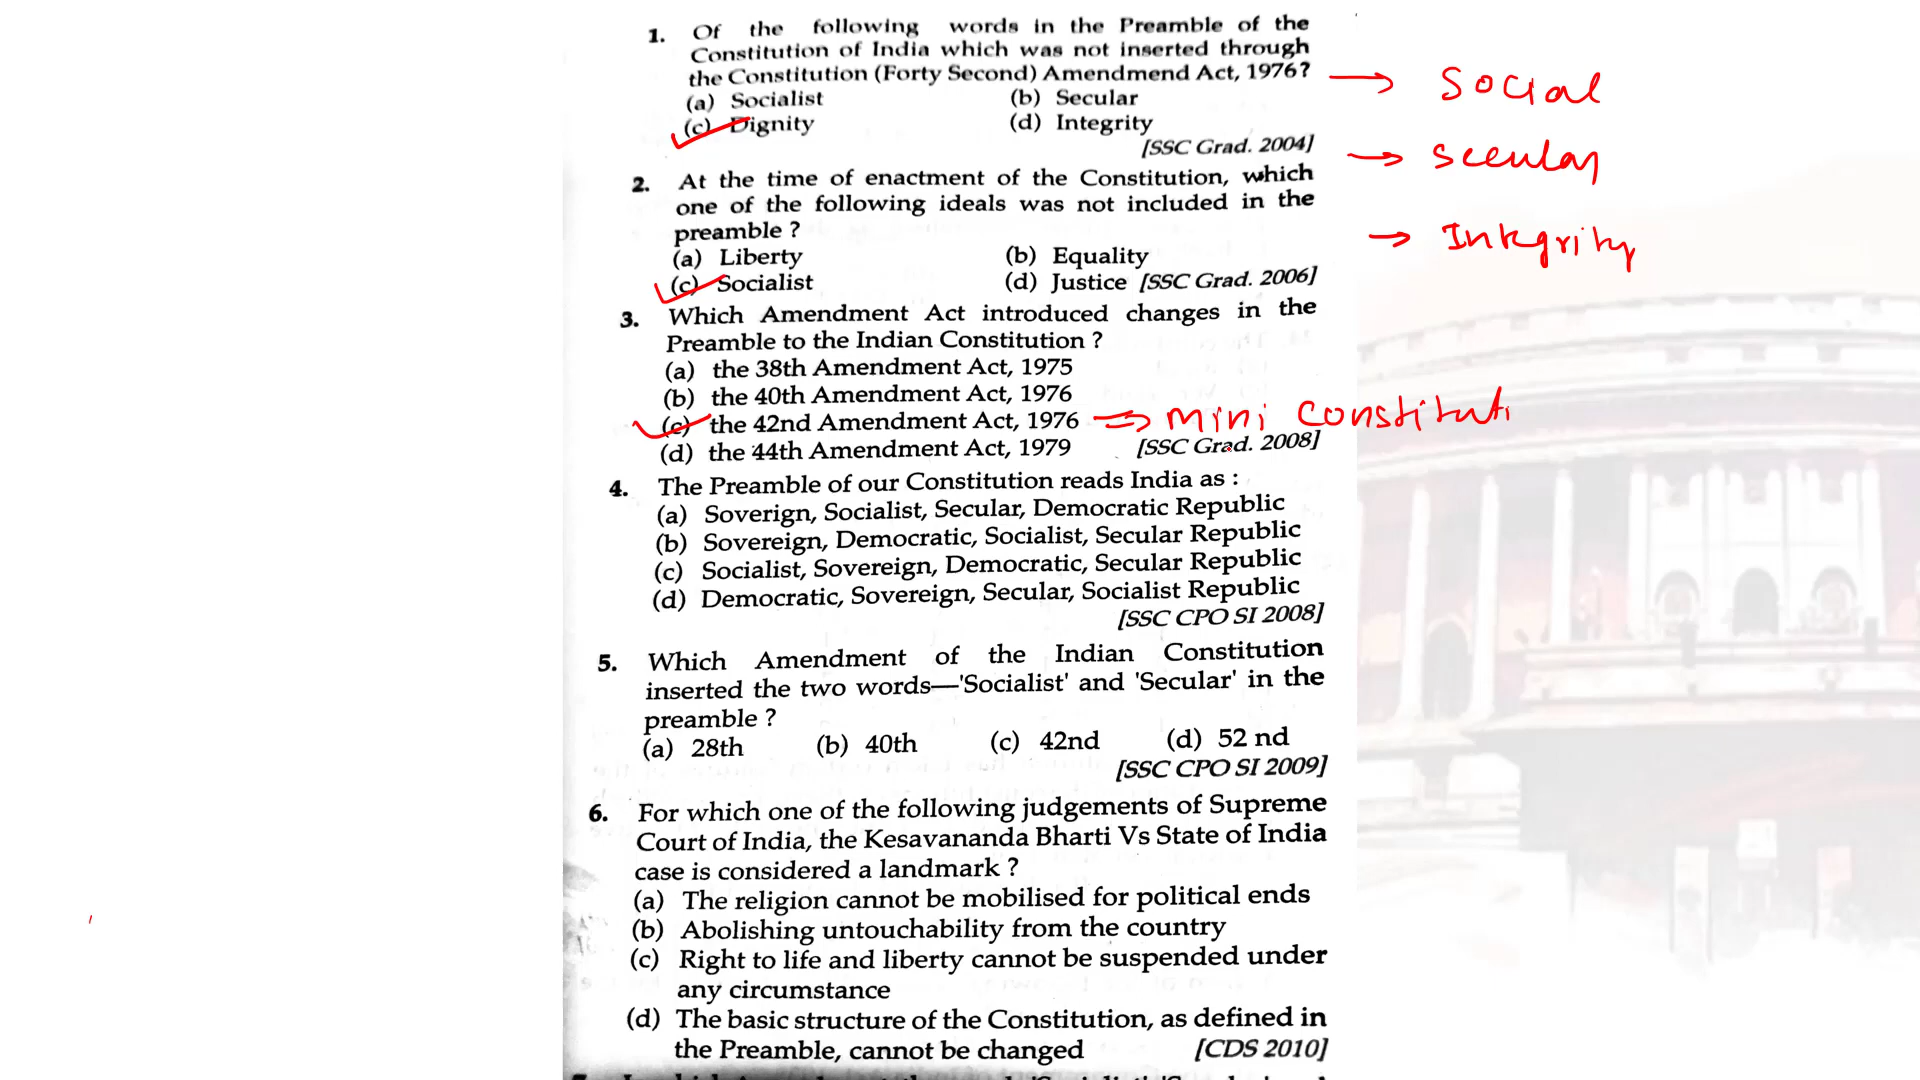 1. Of the following words in the Preamble of the
Constitution of India which was not inserted through
the Constitution (Forty Second) Amendmend Act, 1976? → Social
(a) Socialist (b) Secular
(c) Dignity (d) Integrity
[SSC Grad. 2004] → Secular
2. At the time of enactment of the Constitution, which
one of the following ideals was not included in the
preamble ? → Integrity
(a) Liberty (b) Equality
(c) Socialist (d) Justice [SSC Grad. 2006]
3. Which Amendment Act introduced changes in the
Preamble to the Indian Constitution ?
(a) the 38th Amendment Act, 1975
(b) the 40th Amendment Act, 1976
(c) the 42nd Amendment Act, 1976 ⇒ mini constituti
(d) the 44th Amendment Act, 1979 [SSC Grad. 2008]
4. The Preamble of our Constitution reads India as :
(a) Soverign, Socialist, Secular, Democratic Republic
(b) Sovereign, Democratic, Socialist, Secular Republic
(c) Socialist, Sovereign, Democratic, Secular Republic
(d) Democratic, Sovereign, Secular, Socialist Republic
[SSC CPO SI 2008]
5. Which Amendment of the Indian Constitution
inserted the two words—'Socialist' and 'Secular' in the
preamble ?
(a) 28th (b) 40th (c) 42nd (d) 52 nd
[SSC CPO SI 2009]
6. For which one of the following judgements of Supreme
Court of India, the Kesavananda Bharti Vs State of India
case is considered a landmark ?
(a) The religion cannot be mobilised for political ends
(b) Abolishing untouchability from the country
(c) Right to life and liberty cannot be suspended under
any circumstance
(d) The basic structure of the Constitution, as defined in
the Preamble, cannot be changed [CDS 2010]